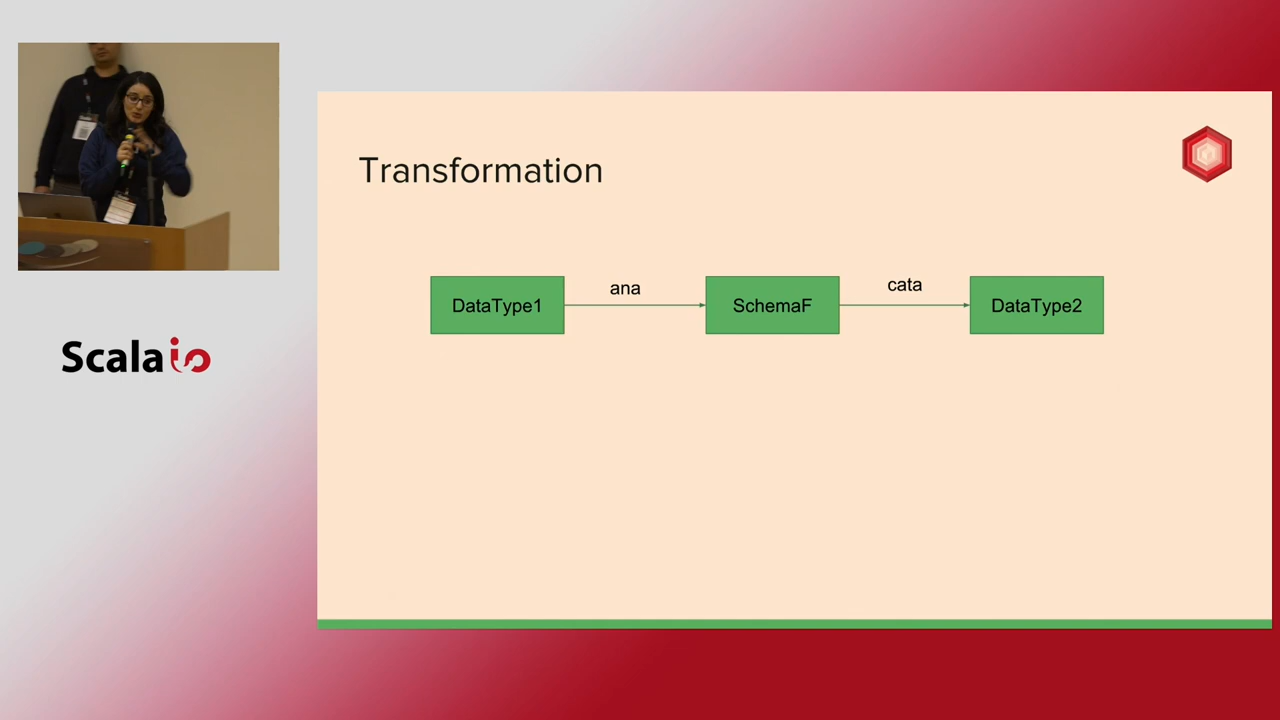 Transformation
ana
cata
DataType1
SchemaF
DataType2
Scala io